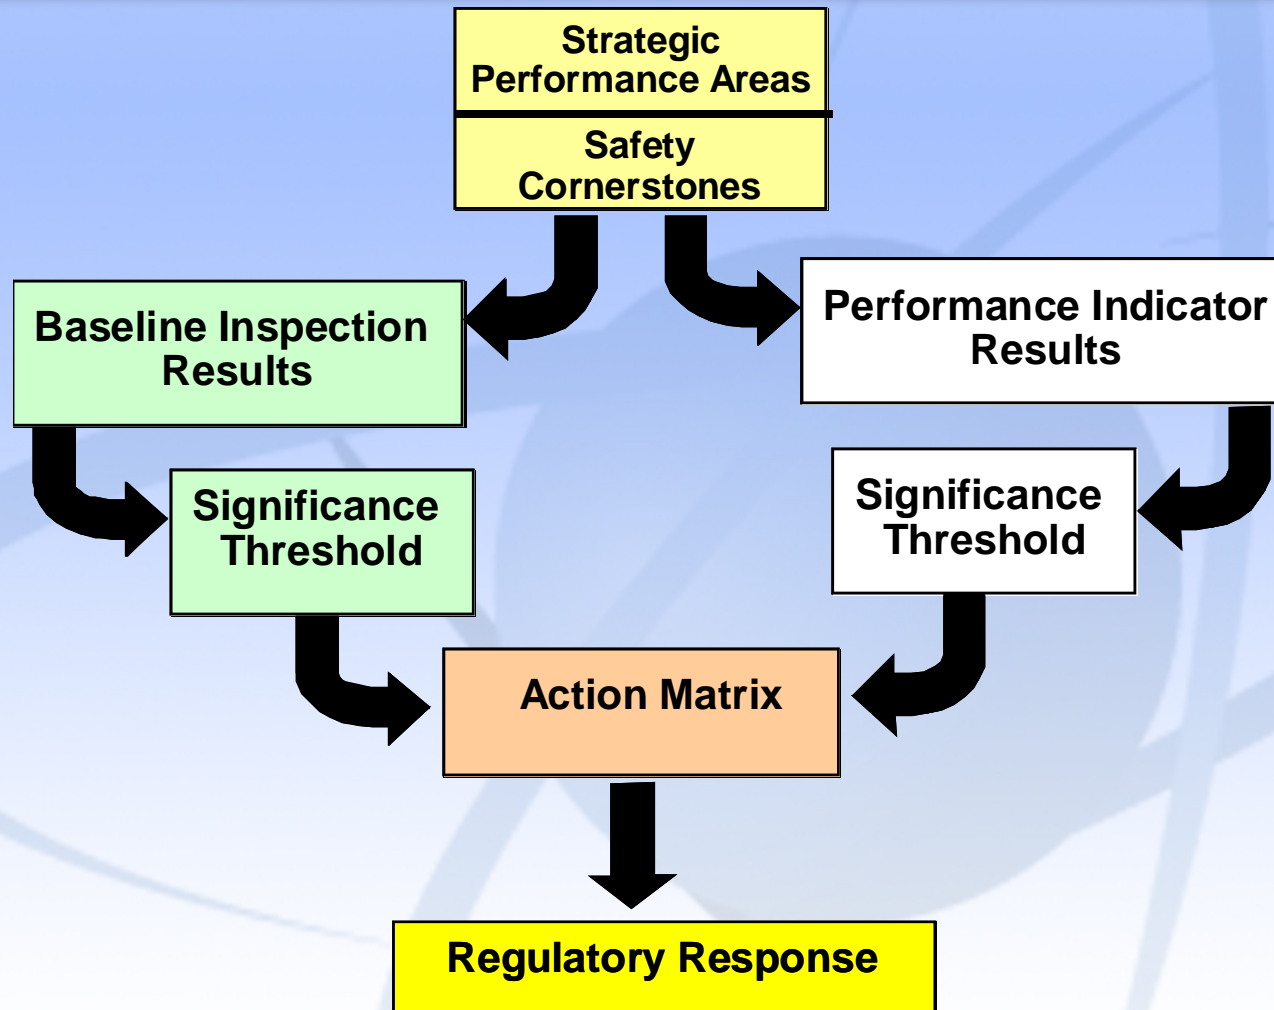 Strategic
Performance Areas
Safety
Cornerstones
Baseline Inspection
Results
Performance Indicator
Results
Significance
Threshold
Significance
Threshold
Action Matrix
Regulatory Response